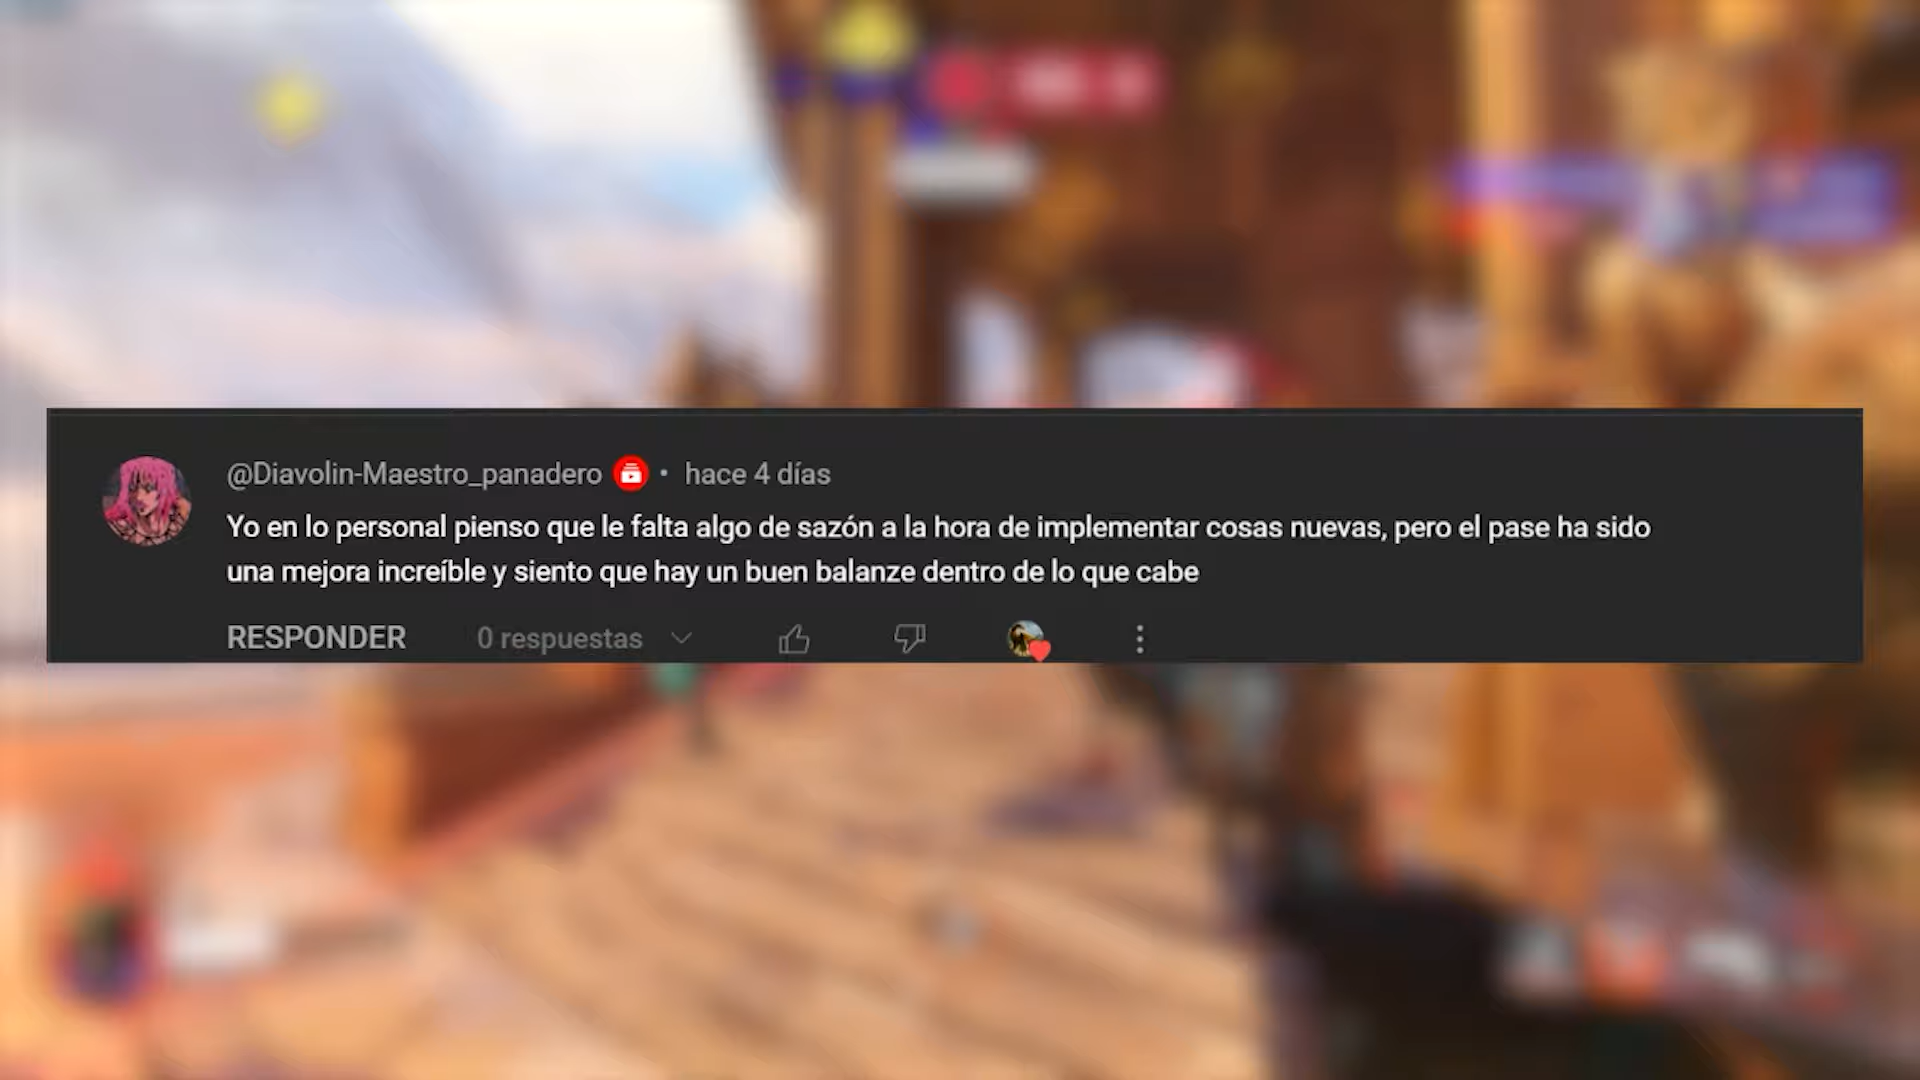 @Diavolin-Maestro_panadero • hace 4 días
Yo en lo personal pienso que le falta algo de sazón a la hora de implementar cosas nuevas, pero el pase ha sido
una mejora increíble y siento que hay un buen balanze dentro de lo que cabe
RESPONDER 0 respuestas